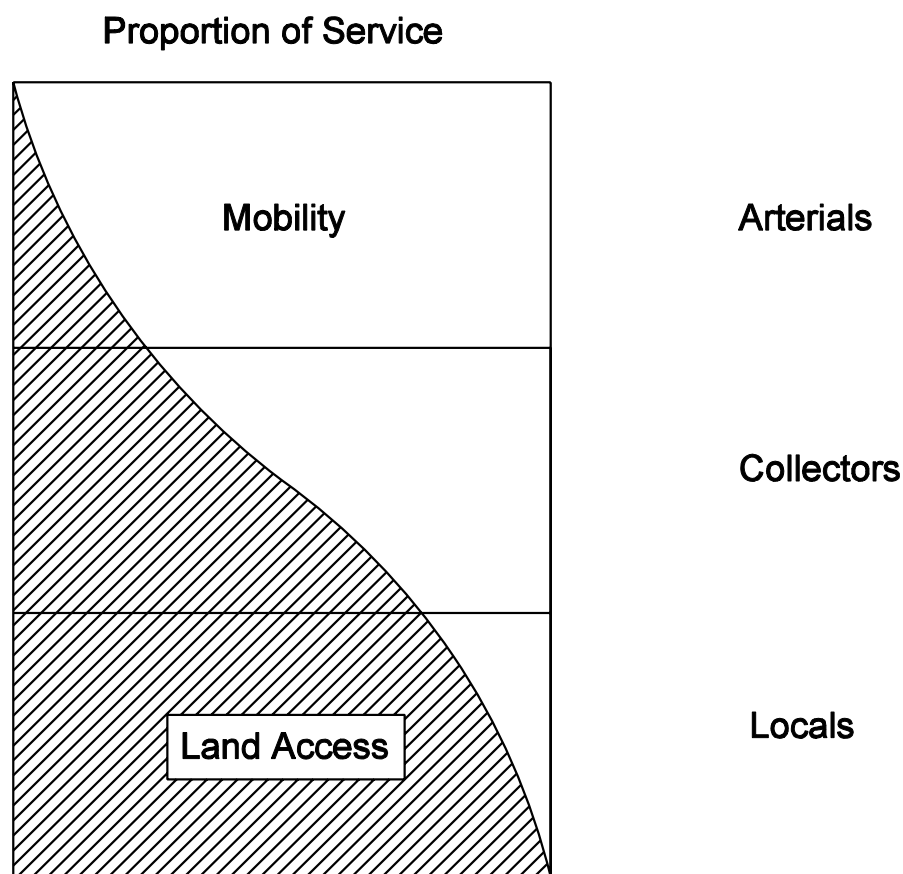 Proportion of Service
Mobility
Arterials
Collectors
Locals
Land Access